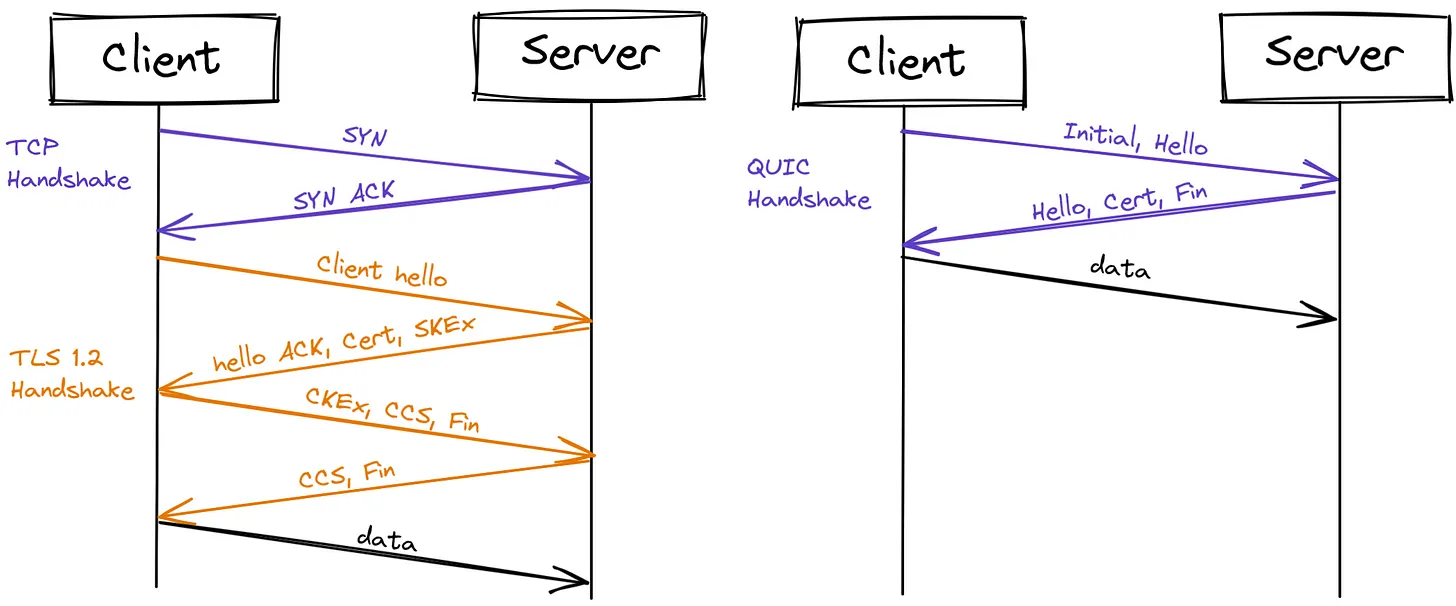 Client
Server
TCP
Handshake
SYN
SYN ACK
Client hello
hello ACK, Cert, SKEx
TLS 1.2
Handshake
CKEx, CCS, Fin
CCS, Fin
data
Client
Server
QUIC
Handshake
Initial, Hello
Hello, Cert, Fin
data